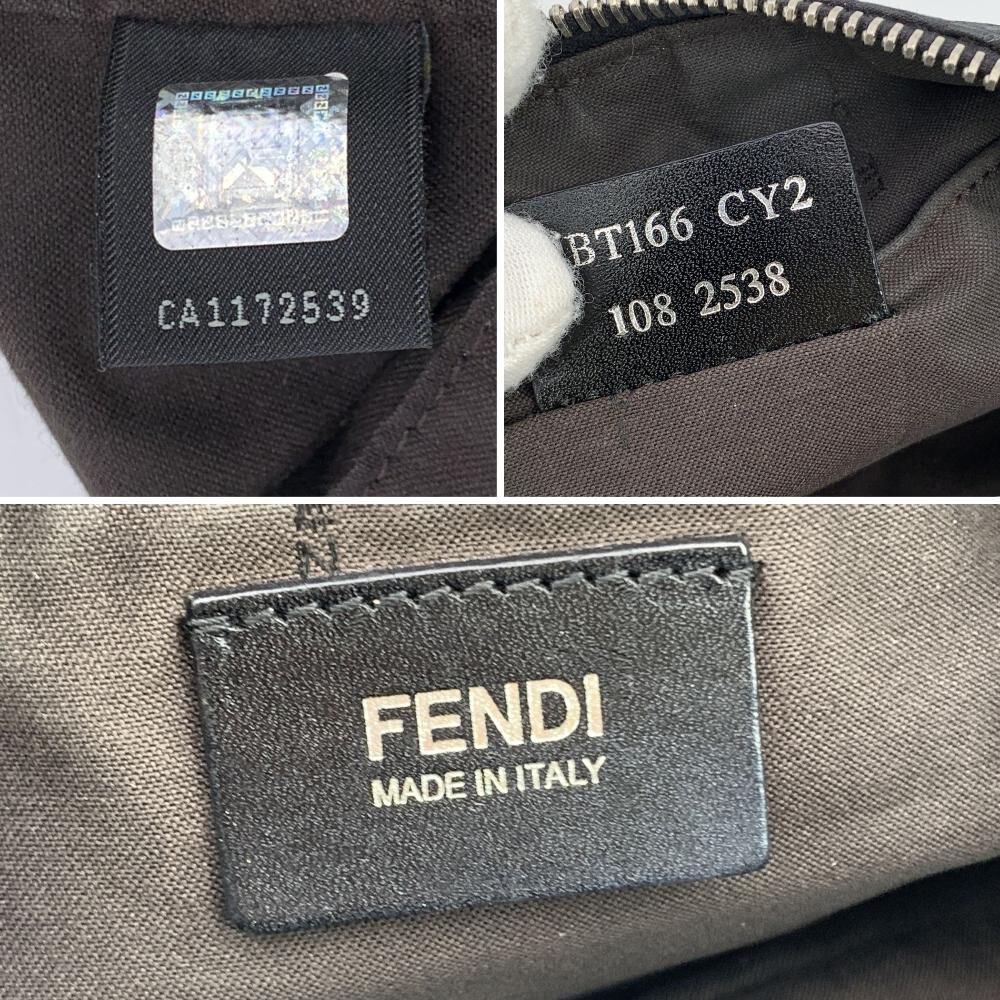 CA1172539
BT166 CY2
108 2538
FENDI
MADE IN ITALY